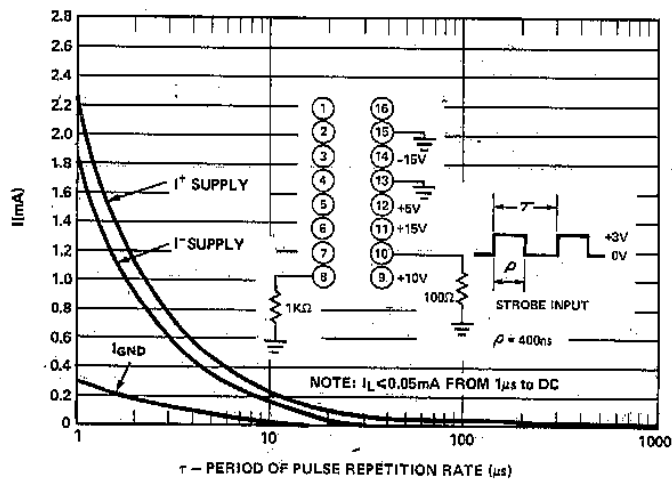 2.8
2.6
2.4
2.2
2.0
1.8
1.6
1.4
1.2
1.0
0.8
0.6
0.4
0.2
0
I(mA)
I+ SUPPLY
I- SUPPLY
IGND
1
2
3
4
5
6
7
8
16
15
14 -15V
13
12 +5V
11 +15V
10
9 +10V
1KΩ
100Ω
τ
+3V
0V
ρ
STROBE INPUT
ρ = 400ns
NOTE: IL<0.05mA FROM 1μs to DC
1 10 100 1000
τ – PERIOD OF PULSE REPETITION RATE (μs)